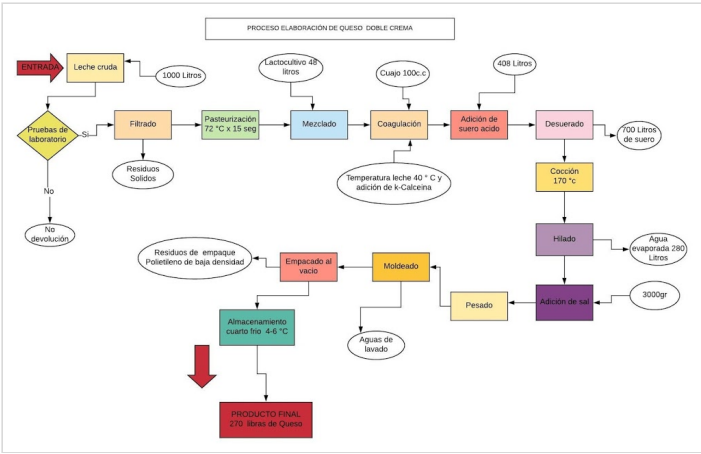 PROCESO ELABORACIÓN DE QUESO DOBLE CREMA
ENTRADA
Leche cruda
1000 Litros
Lactocultivo 48
litros
Cuajo 100c.c
408 Litros
Pruebas de
laboratorio
Si
Filtrado
Pasteurización
72 °C x 15 seg
Mezclado
Coagulación
Adición de
suero acido
Desuerado
700 Litros
de suero
Residuos
Solidos
Temperatura leche 40 ° C y
adición de k-Calceina
Cocción
170 °c
No
No
devolución
Hilado
Agua
evaporada 280
Litros
Residuos de empaque
Polietileno de baja densidad
Empacado al
vacio
Moldeado
Pesado
Adición de sal
3000gr
Almacenamiento
cuarto frio 4-6 °C
Aguas de
lavado
PRODUCTO FINAL
270 libras de Queso